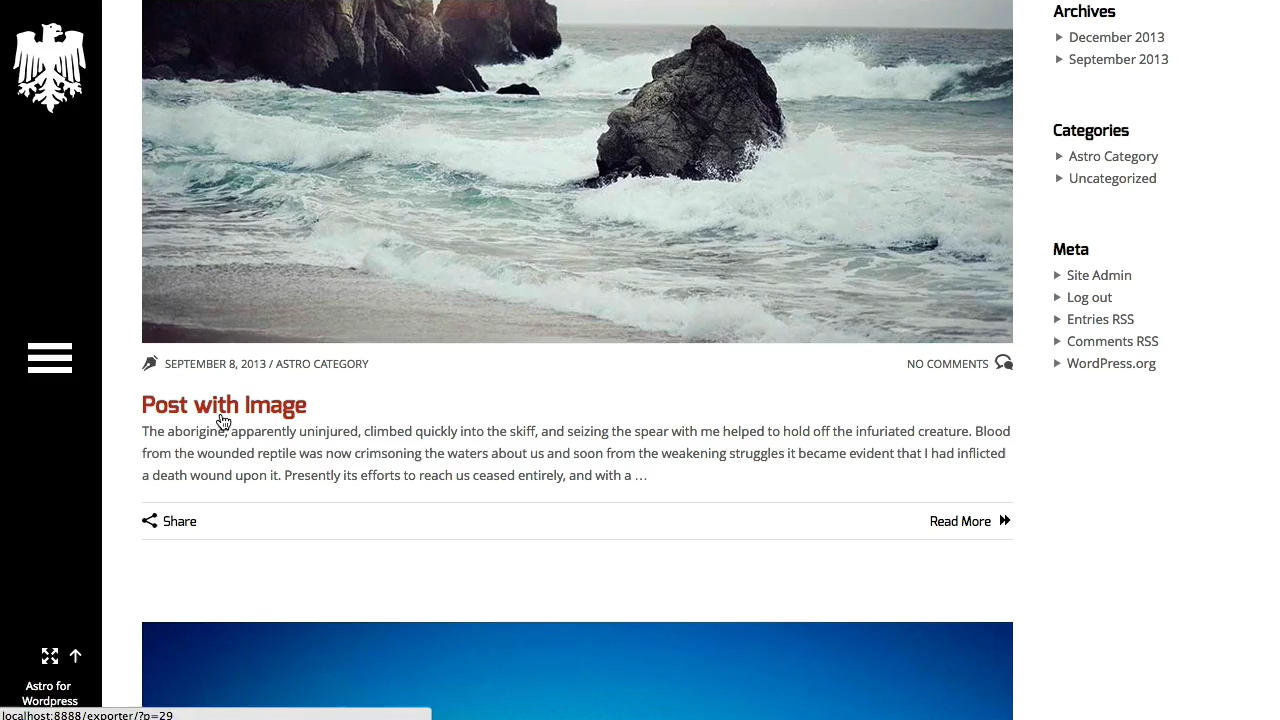 Archives
December 2013
September 2013
Categories
Astro Category
Uncategorized
Meta
Site Admin
Log out
Entries RSS
Comments RSS
WordPress.org
SEPTEMBER 8, 2013 / ASTRO CATEGORY
NO COMMENTS
Post with Image
The aborigine, apparently uninjured, climbed quickly into the skiff, and seizing the spear with me helped to hold off the infuriated creature. Blood
from the wounded reptile was now crimsoning the waters about us and soon from the weakening struggles it became evident that I had inflicted
a death wound upon it. Presently its efforts to reach us ceased entirely, and with a …
Share
Read More
Astro for
Wordpress
localhost:8888/exporter/?p=29